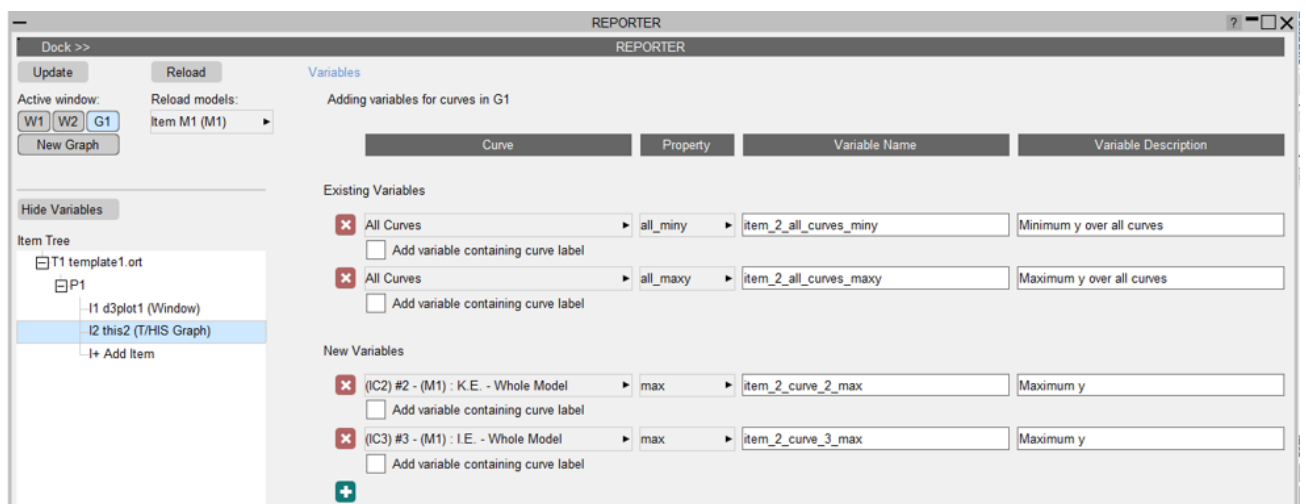 REPORTER
?
Dock >> REPORTER
Update Reload Variables
Active window: Reload models: Adding variables for curves in G1
W1 W2 G1 Item M1 (M1)
New Graph
Curve Property Variable Name Variable Description
Existing Variables
Hide Variables
All Curves all_miny item_2_all_curves_miny Minimum y over all curves
Item Tree
Add variable containing curve label
T1 template1.ort
All Curves all_maxy item_2_all_curves_maxy Maximum y over all curves
P1
I1 d3plot1 (Window)
Add variable containing curve label
I2 this2 (T/HIS Graph)
I+ Add Item
New Variables
(IC2) #2 - (M1) : K.E. - Whole Model max item_2_curve_2_max Maximum y
Add variable containing curve label
(IC3) #3 - (M1) : I.E. - Whole Model max item_2_curve_3_max Maximum y
Add variable containing curve label